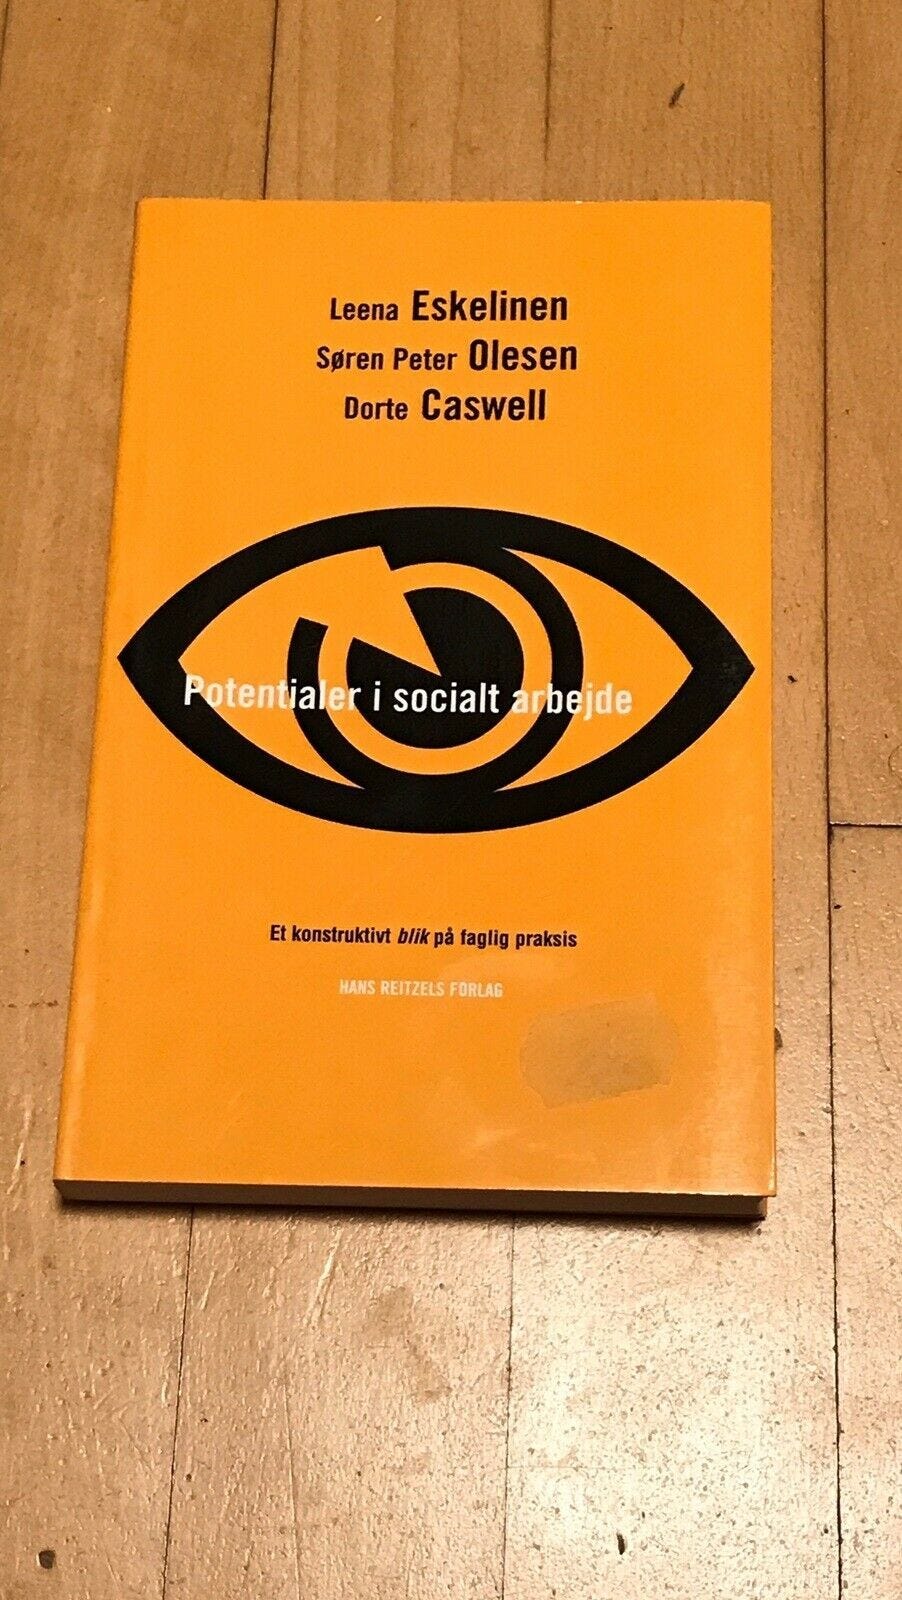 Leena Eskelinen
Søren Peter Olesen
Dorte Caswell
Potentialer i socialt arbejde
Et konstruktivt blik på faglig praksis
HANS REITZELS FORLAG